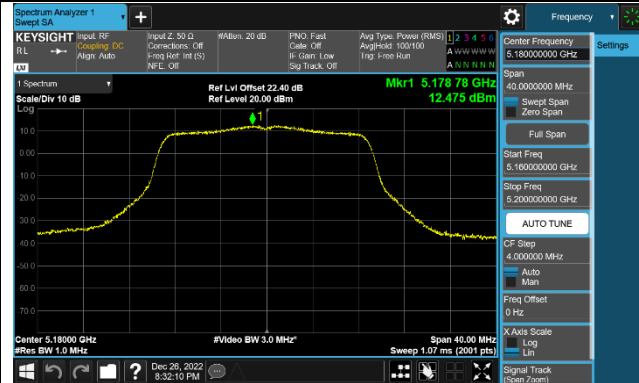 Spectrum Analyzer 1
Swept SA
Frequency
KEYSIGHT
RL
LXI
Input: RF
Coupling: DC
Align: Auto
Input Z: 50 Ω
Corrections: Off
Freq Ref: Int (S)
NFE: Off
#Atten: 20 dB
PNO: Fast
Gate: Off
IF Gain: Low
Sig Track: Off
Avg Type: Power (RMS)
Avg|Hold: 100/100
Trig: Free Run
1 2 3 4 5 6
A W W W W W
A N N N N N
1 Spectrum
Scale/Div 10 dB
Ref Lvl Offset 22.40 dB
Ref Level 20.00 dBm
Mkr1 5.178 78 GHz
12.475 dBm
Log
1
10.0
0.00
-10.0
-20.0
-30.0
-40.0
-50.0
-60.0
-70.0
Center 5.18000 GHz
#Res BW 1.0 MHz
#Video BW 3.0 MHz*
Span 40.00 MHz
Sweep 1.07 ms (2001 pts)
Dec 26, 2022
8:32:10 PM
Center Frequency
5.180000000 GHz
Span
40.0000000 MHz
Swept Span
Zero Span
Full Span
Start Freq
5.160000000 GHz
Stop Freq
5.200000000 GHz
AUTO TUNE
CF Step
4.000000 MHz
Auto
Man
Freq Offset
0 Hz
X Axis Scale
Log
Lin
Signal Track
(Span Zoom)
Settings